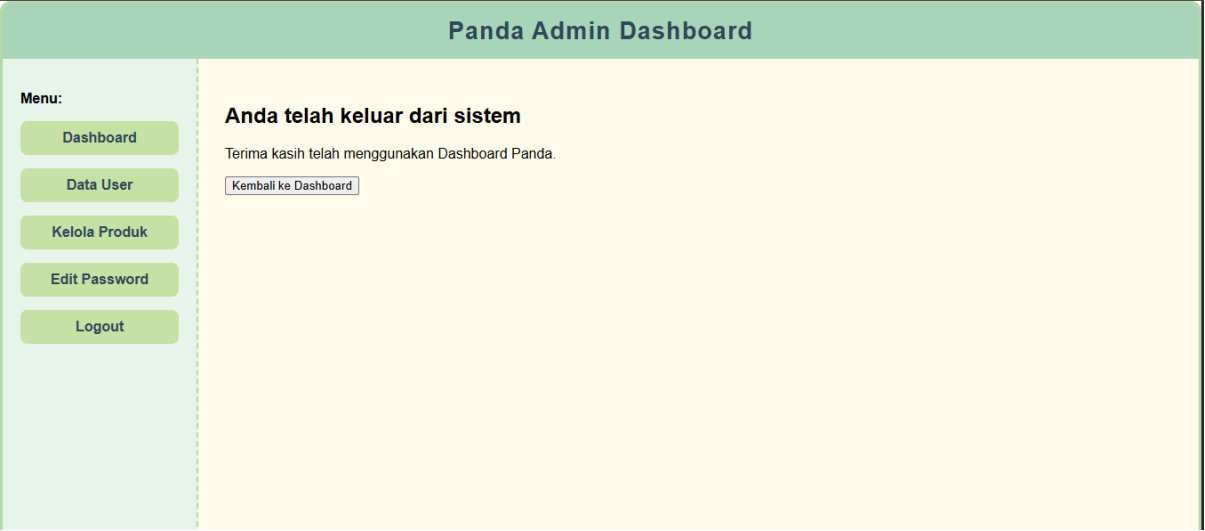 Panda Admin Dashboard
Menu:
Dashboard
Data User
Kelola Produk
Edit Password
Logout
Anda telah keluar dari sistem
Terima kasih telah menggunakan Dashboard Panda.
Kembali ke Dashboard